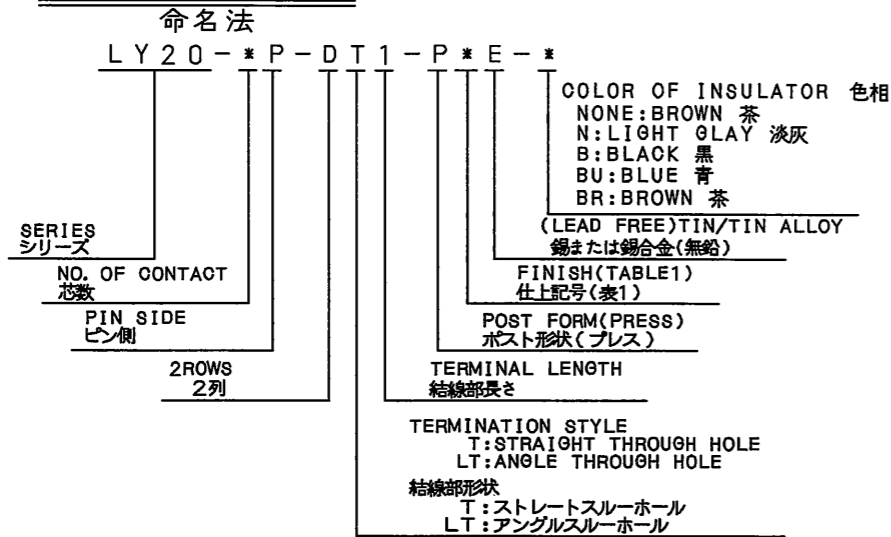 命名法
LY20-*P-DT1-P*E-*
COLOR OF INSULATOR 色相
NONE:BROWN 茶
N:LIGHT GLAY 淡灰
B:BLACK 黒
BU:BLUE 青
BR:BROWN 茶
(LEAD FREE)TIN/TIN ALLOY
錫または錫合金(無鉛)
SERIES
シリーズ
NO. OF CONTACT
芯数
FINISH(TABLE1)
仕上記号(表1)
PIN SIDE
ピン側
POST FORM(PRESS)
ポスト形状(プレス)
2ROWS
2列
TERMINAL LENGTH
結線部長さ
TERMINATION STYLE
T:STRAIGHT THROUGH HOLE
LT:ANGLE THROUGH HOLE
結線部形状
T:ストレートスルーホール
LT:アングルスルーホール